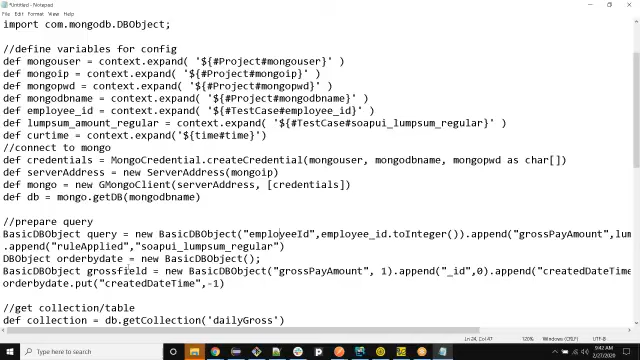 *Untitled - Notepad
File Edit Format View Help
import com.mongodb.DBObject;
//define variables for config
def mongouser = context.expand( '${#Project#mongouser}' )
def mongoip = context.expand( '${#Project#mongoip}' )
def mongopwd = context.expand( '${#Project#mongopwd}' )
def mongodbname = context.expand( '${#Project#mongodbname}' )
def employee_id = context.expand( '${#TestCase#employee_id}' )
def lumpsum_amount_regular = context.expand( '${#TestCase#soapui_lumpsum_regular}' )
def curtime = context.expand('${time#time}')
//connect to mongo
def credentials = MongoCredential.createCredential(mongouser, mongodbname, mongopwd as char[])
def serverAddress = new ServerAddress(mongoip)
def mongo = new GMongoClient(serverAddress, [credentials])
def db = mongo.getDB(mongodbname)
//prepare query
BasicDBObject query = new BasicDBObject("employeeId",employee_id.toInteger()).append("grossPayAmount",lum
.append("ruleApplied","soapui_lumpsum_regular")
DBObject orderbydate = new BasicDBObject();
BasicDBObject grossfield = new BasicDBObject("grossPayAmount", 1).append("_id",0).append("createdDateTime
orderbydate.put("createdDateTime",-1)
//get collection/table
def collection = db.getCollection('dailyGross')
Ln 24, Col 47 120% Windows (CRLF) UTF-8
Type here to search
9:42 AM
2/27/2020